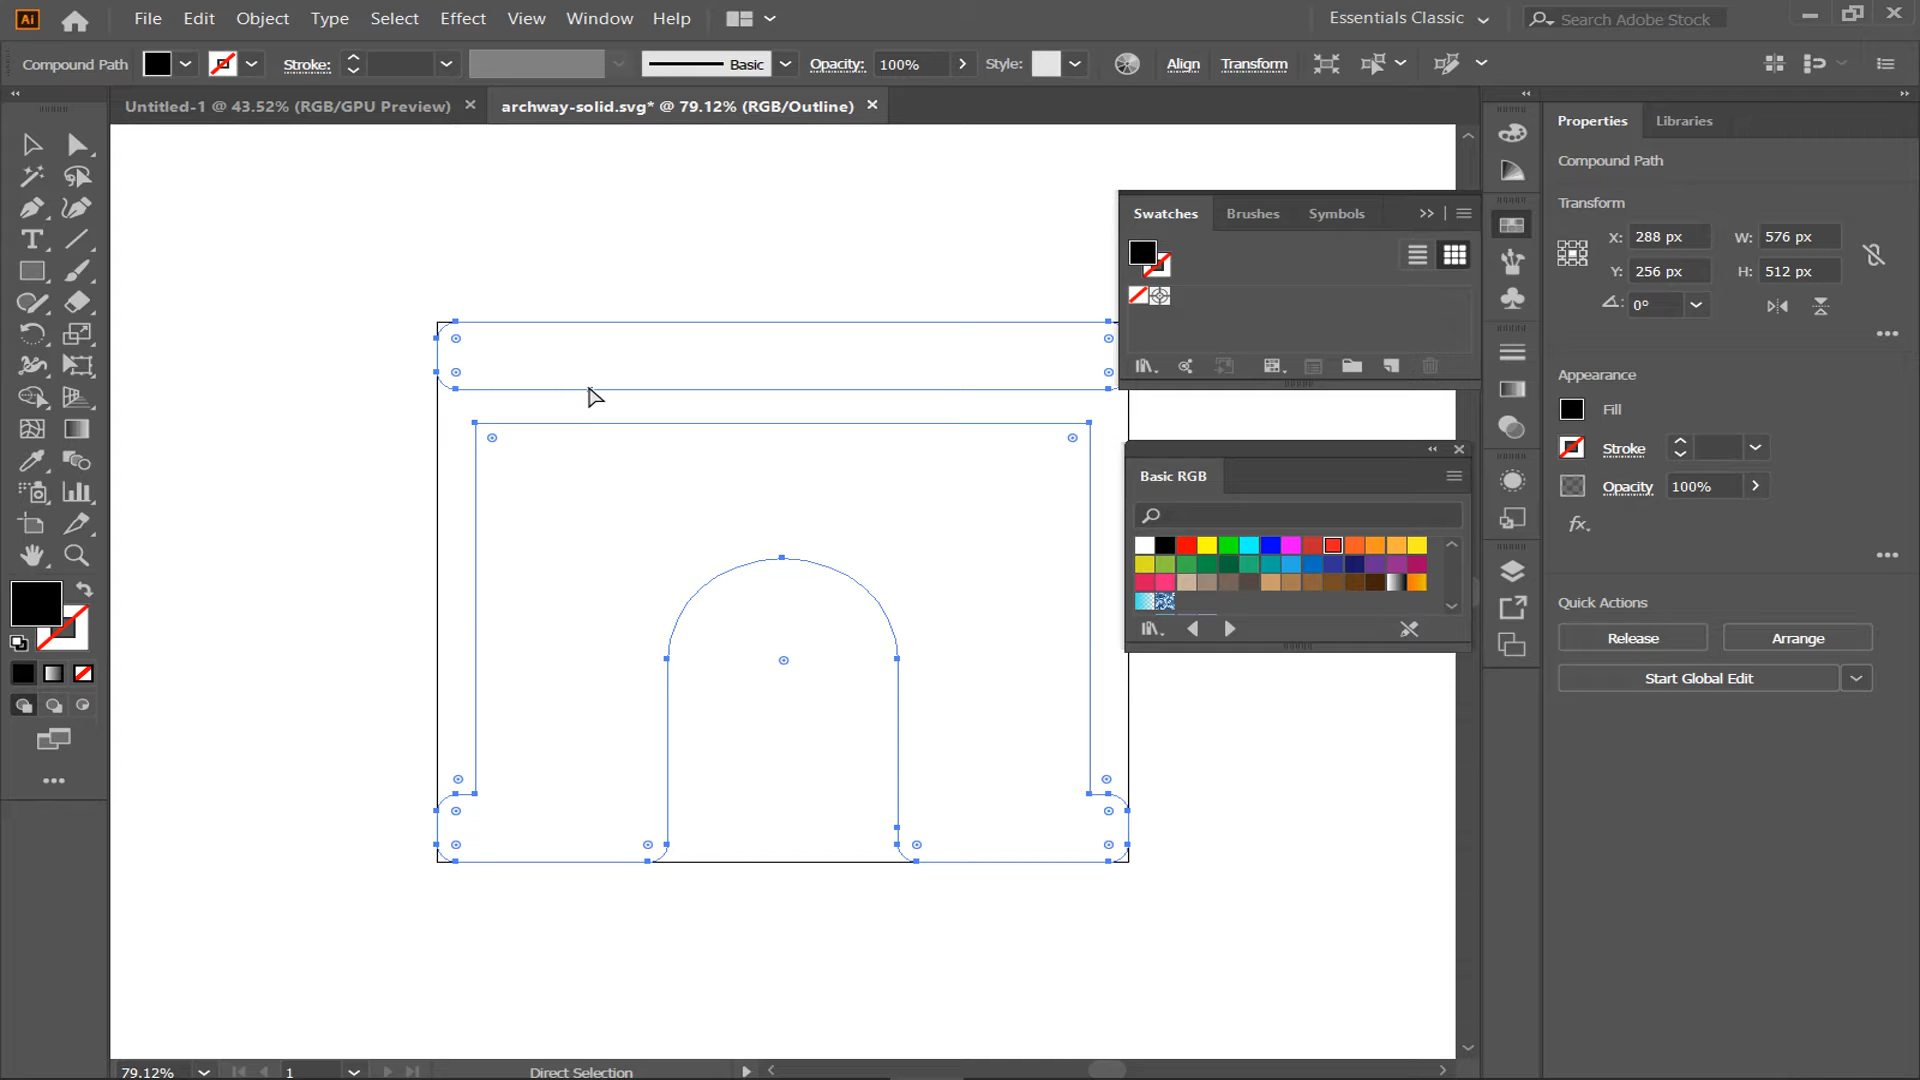 Ai File Edit Object Type Select Effect View Window Help Essentials Classic Search Adobe Stock
Compound Path Stroke: Basic Opacity: 100% Style: Align Transform
Untitled-1 @ 43.52% (RGB/GPU Preview) archway-solid.svg* @ 79.12% (RGB/Outline)
Properties Libraries
Compound Path
Transform
X: 288 px W: 576 px
Y: 256 px H: 512 px
0°
Appearance
Fill
Stroke
Opacity 100%
fx.
Quick Actions
Release Arrange
Start Global Edit
Swatches Brushes Symbols
Basic RGB
79.12% 1 Direct Selection